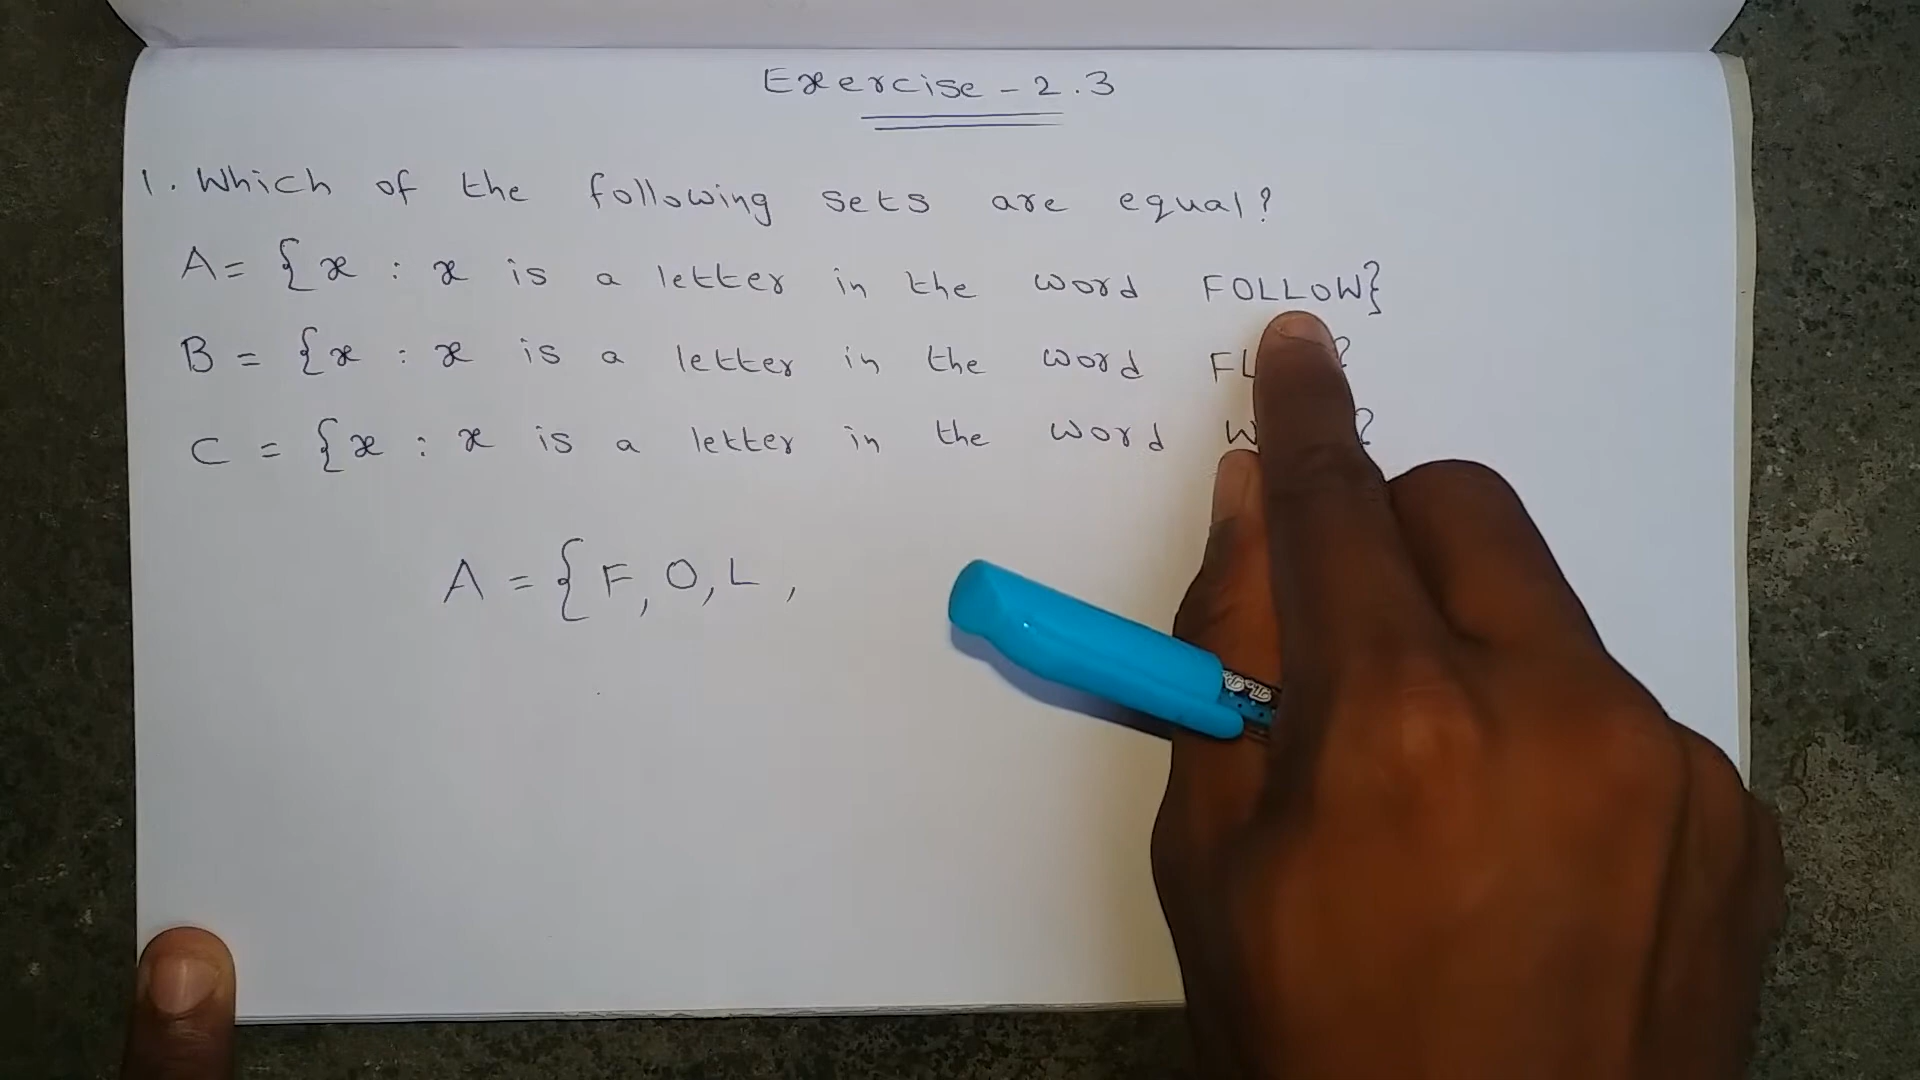 Exercise - 2.3
1. Which of the following sets are equal?
A = {x : x is a letter in the word FOLLOW}
B = {x : x is a letter in the word
C = {x : x is a letter in the word
A = {F, O, L,